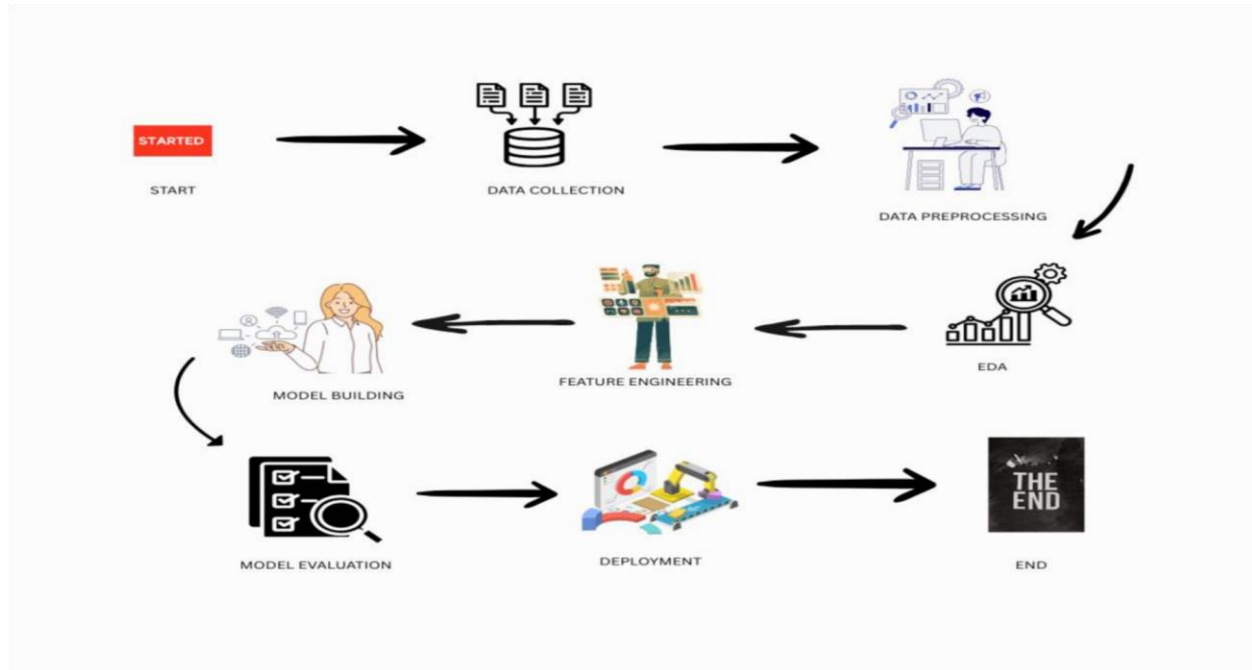 STARTED
START
DATA COLLECTION
DATA PREPROCESSING
EDA
FEATURE ENGINEERING
MODEL BUILDING
MODEL EVALUATION
DEPLOYMENT
THE
END
END